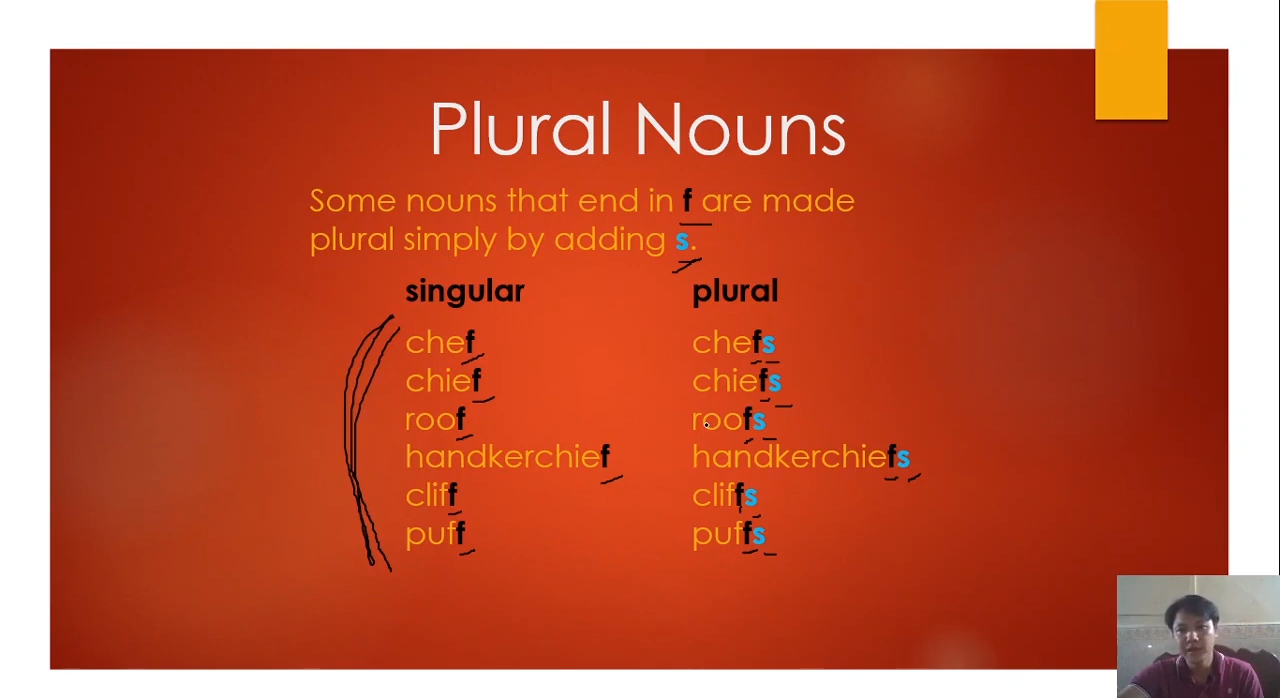 Plural Nouns
Some nouns that end in f are made
plural simply by adding s.
singular plural
chef chefs
chief chiefs
roof roofs
handkerchief handkerchiefs
cliff cliffs
puff puffs